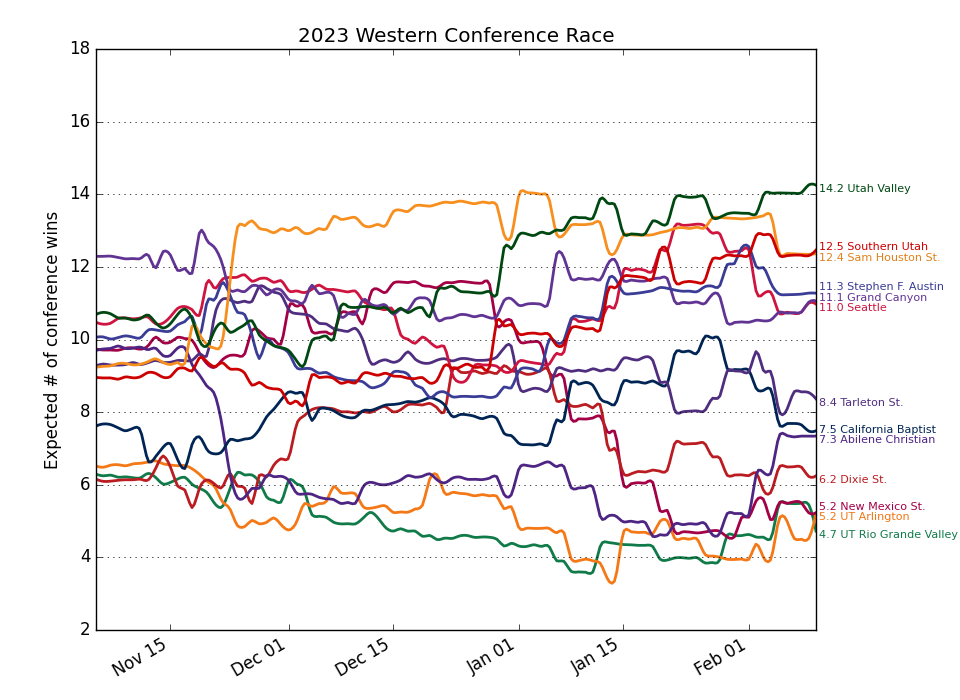 2023 Western Conference Race
Expected # of conference wins
18
16
14
12
10
8
6
4
2
Nov 15
Dec 01
Dec 15
Jan 01
Jan 15
Feb 01
14.2 Utah Valley
12.5 Southern Utah
12.4 Sam Houston St.
11.3 Stephen F. Austin
11.1 Grand Canyon
11.0 Seattle
8.4 Tarleton St.
7.5 California Baptist
7.3 Abilene Christian
6.2 Dixie St.
5.2 New Mexico St.
5.2 UT Arlington
4.7 UT Rio Grande Valley